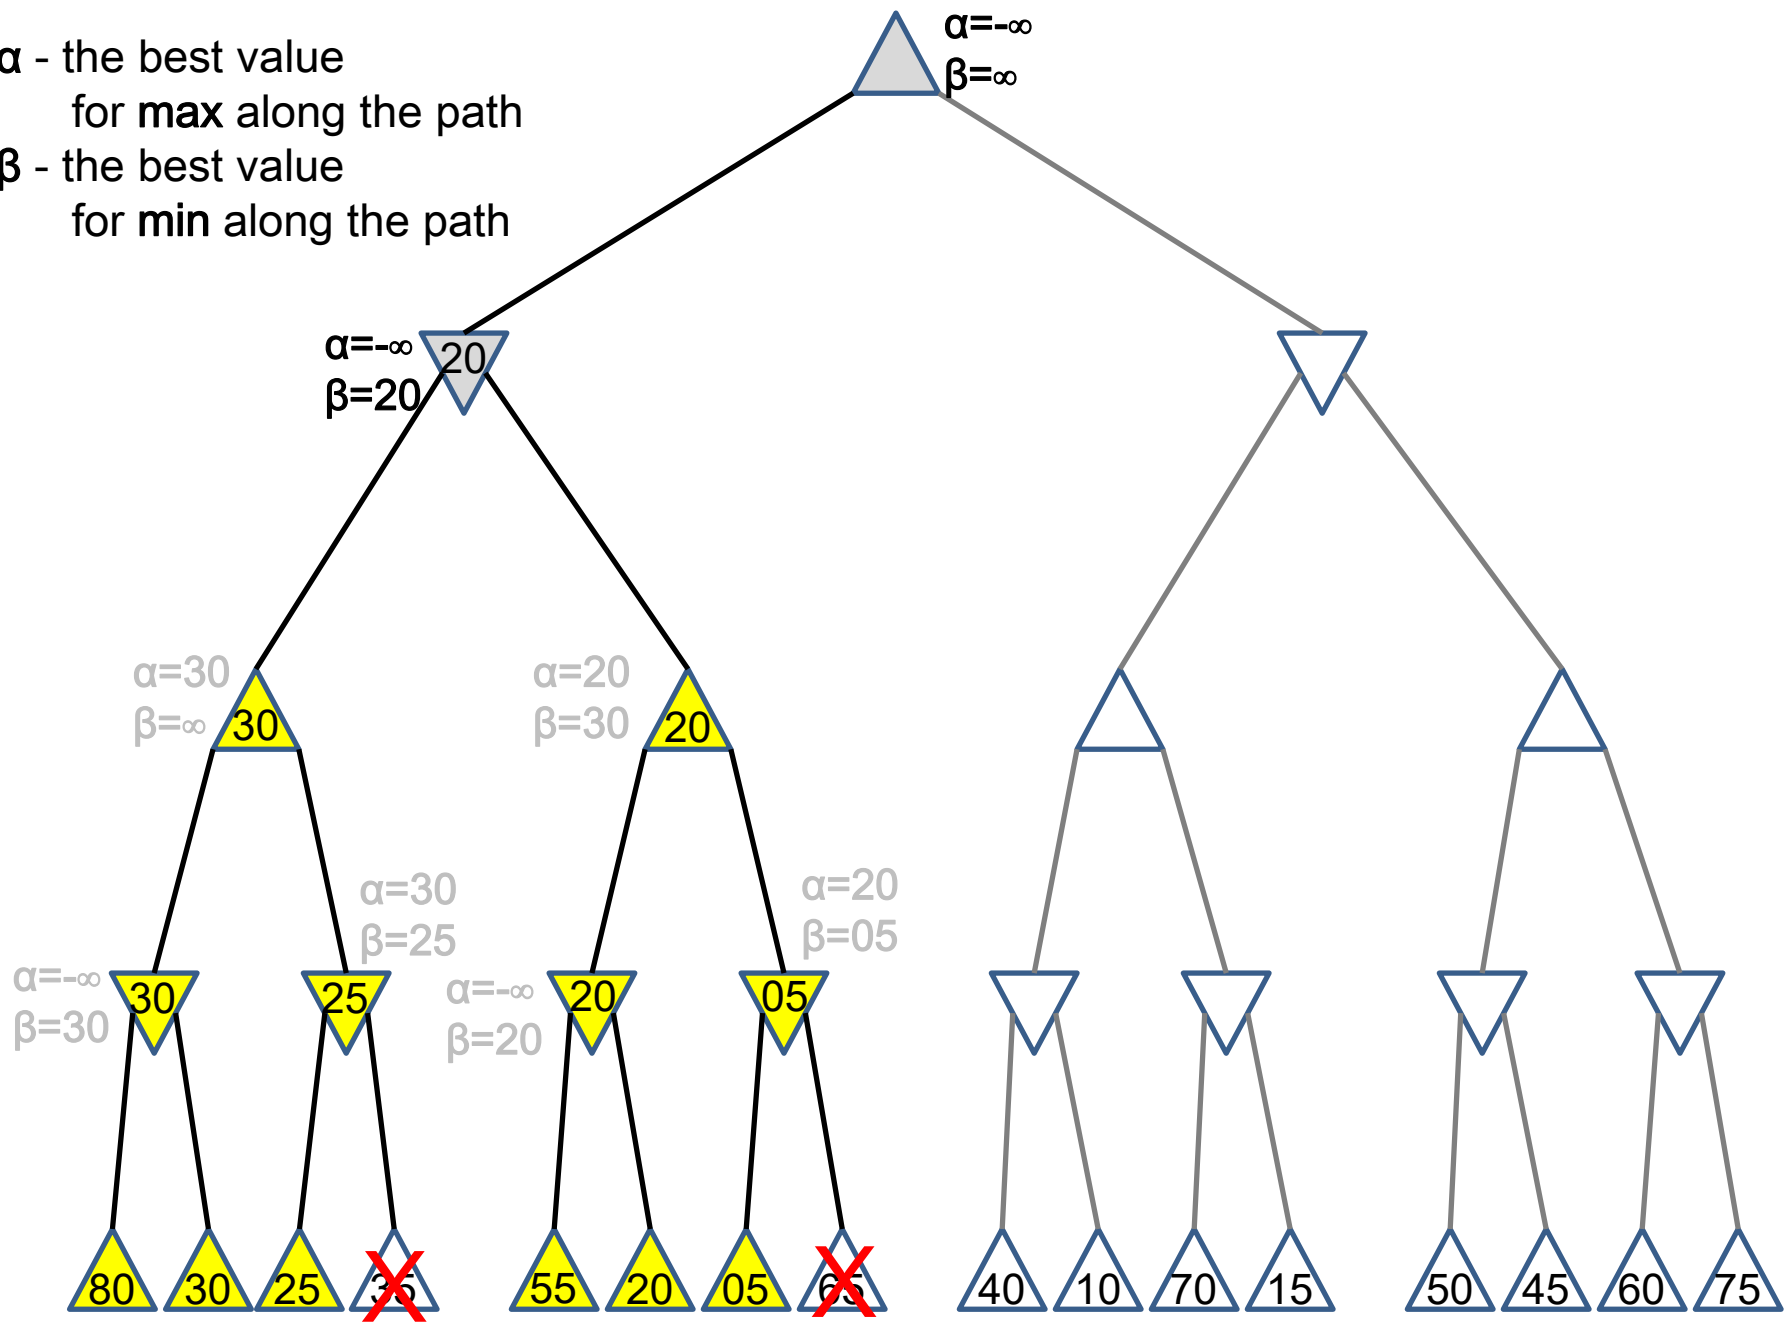 α - the best value
for max along the path
β - the best value
for min along the path
α=-∞
β=∞
α=-∞
β=20
20
α=30
β=∞
30
α=20
β=30
20
α=30
β=25
α=20
β=05
α=-∞
β=30
30
25
α=-∞
β=20
20
05
80 30 25 35 55 20 05 65 40 10 70 15 50 45 60 75